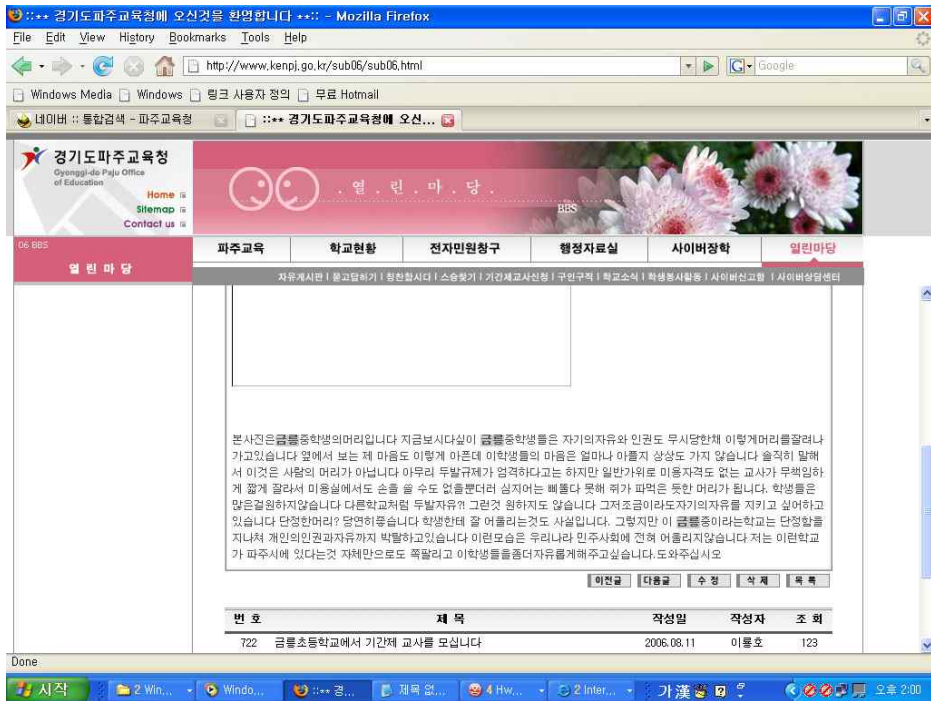 ::** 경기도파주교육청에 오신것을 환영합니다 **:: - Mozilla Firefox
File Edit View History Bookmarks Tools Help
http://www.kenpj.go.kr/sub06/sub06.html
Google
Windows Media Windows 링크 사용자 정의 무료 Hotmail
네이버 :: 통합검색 - 파주교육청
::** 경기도파주교육청에 오신...
경기도파주교육청
Gyonggi-do Paju Office
of Education
Home
Sitemap
Contact us
. 열 . 린 . 마 . 당 .
BBS
06 BBS
열 린 마 당
파주교육 학교현황 전자민원창구 행정자료실 사이버장학 열린마당
자유게시판 l 묻고답하기 l 칭찬합시다 l 스승찾기 l 기간제교사신청 l 구인구직 l 학교소식 l 학생봉사활동 l 사이버신고함 l 사이버상담센터
본사진은금릉중학생의머리입니다 지금보시다싶이 금릉중학생들은 자기의자유와 인권도 무시당한채 이렇게머리를잘려나
가고있습니다 옆에서 보는 제 마음도 이렇게 아픈데 이학생들의 마음은 얼마나 아플지 상상도 가지 않습니다 솔직히 말해
서 이것은 사람의 머리가 아닙니다 아무리 두발규제가 엄격하다고는 하지만 일반가위로 미용자격도 없는 교사가 무책임하
게 짧게 잘라서 미용실에서도 손을 쓸 수도 없을뿐더러 심지어는 삐뚤다 못해 쥐가 파먹은 듯한 머리가 됩니다. 학생들은
많은걸원하지않습니다 다른학교처럼 두발자유?! 그런것 원하지도 않습니다 그저조금이라도자기의자유를 지키고 싶어하고
있습니다 단정한머리? 당연히좋습니다 학생한테 잘 어울리는것도 사실입니다. 그렇지만 이 금릉중이라는학교는 단정함을
지나쳐 개인의인권과자유까지 박탈하고있습니다 이런모습은 우리나라 민주사회에 전혀 어울리지않습니다 저는 이런학교
가 파주시에 있다는것 자체만으로도 쪽팔리고 이학생들을좀더자유롭게해주고싶습니다.도와주십시오
이전글 다음글 수 정 삭 제 목 록
번 호 제 목 작성일 작성자 조 회
722 금릉초등학교에서 기간제 교사를 모십니다 2006.08.11 이룡호 123
Done
시작 2 Win... Windo... ::** 경... 제목 없... 4 Hw... 2 Inter... 가 漢 오후 2:00